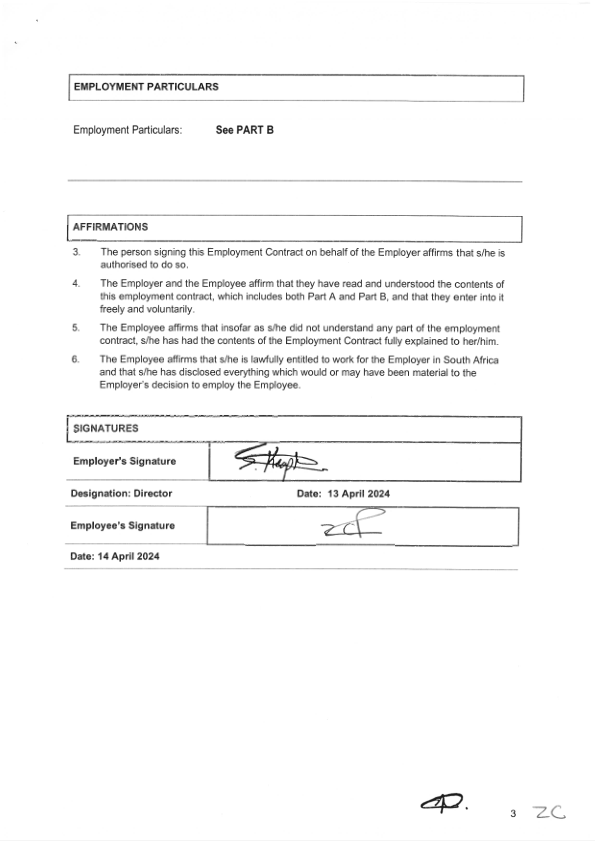 EMPLOYMENT PARTICULARS
Employment Particulars: See PART B
AFFIRMATIONS
3. The person signing this Employment Contract on behalf of the Employer affirms that s/he is
authorised to do so.
4. The Employer and the Employee affirm that they have read and understood the contents of
this employment contract, which includes both Part A and Part B, and that they enter into it
freely and voluntarily.
5. The Employee affirms that insofar as s/he did not understand any part of the employment
contract, s/he has had the contents of the Employment Contract fully explained to her/him.
6. The Employee affirms that s/he is lawfully entitled to work for the Employer in South Africa
and that s/he has disclosed everything which would or may have been material to the
Employer's decision to employ the Employee.
SIGNATURES
Employer's Signature
Designation: Director Date: 13 April 2024
Employee's Signature
Date: 14 April 2024
3 ZC